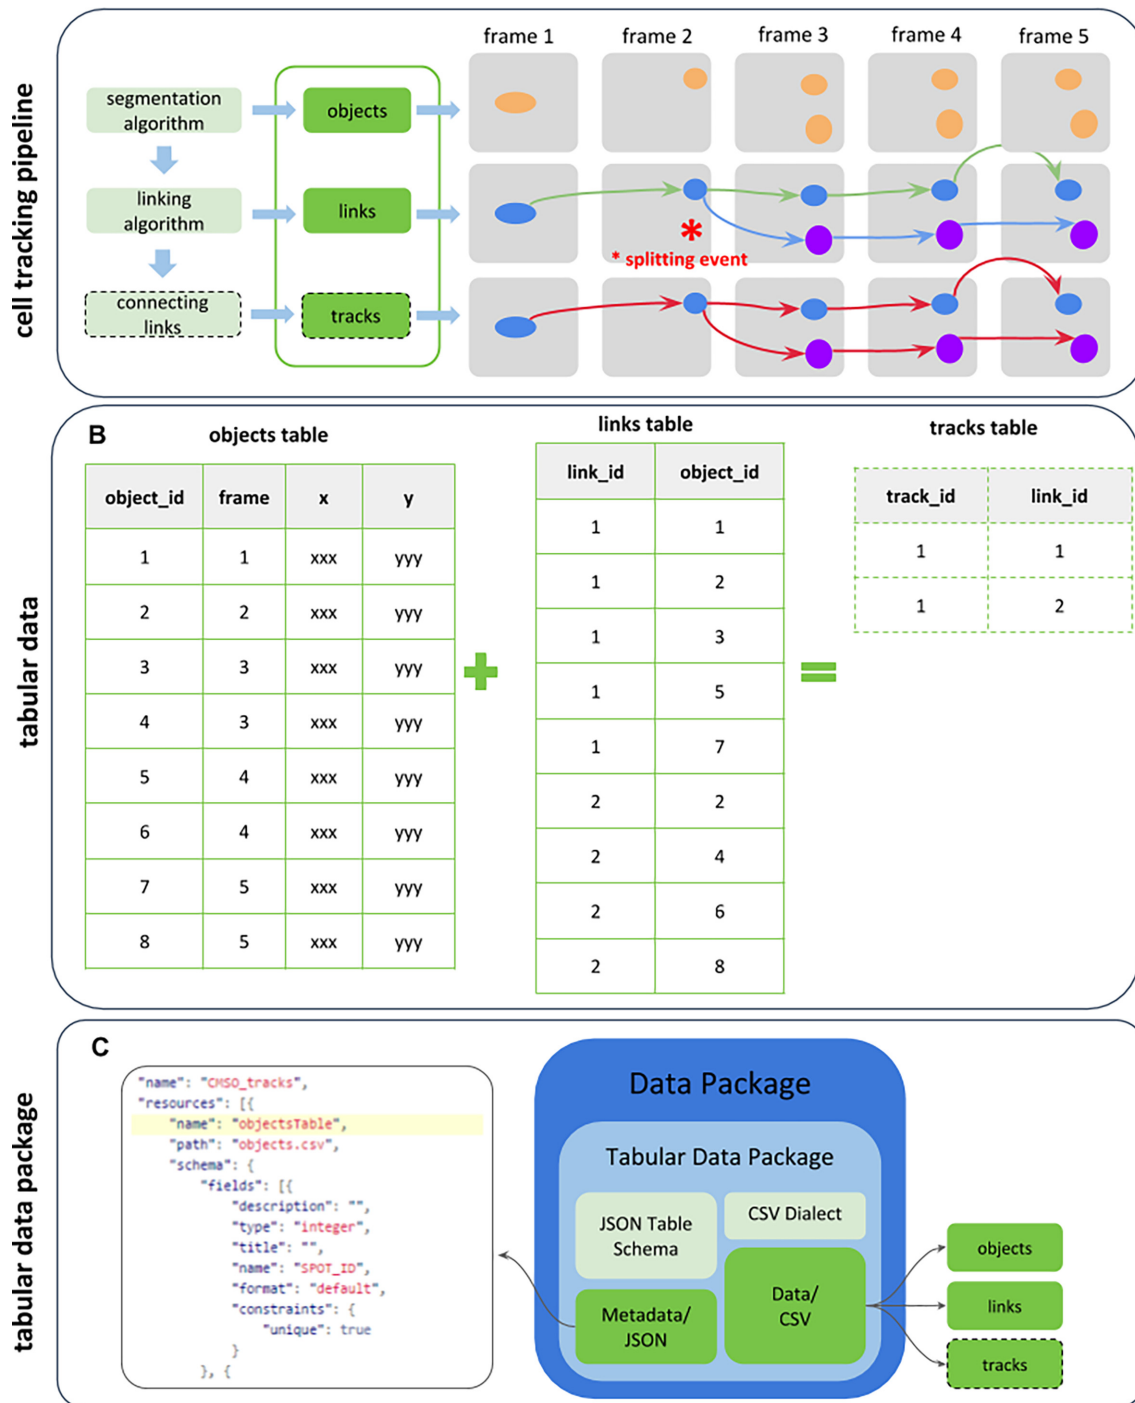 cell tracking pipeline
frame 1 frame 2 frame 3 frame 4 frame 5
segmentation
algorithm
objects
linking
algorithm
links
*
* splitting event
connecting
links
tracks
tabular data
B
objects table
links table
tracks table
object_id frame x y
1 1 xxx yyy
2 2 xxx yyy
3 3 xxx yyy
4 3 xxx yyy
5 4 xxx yyy
6 4 xxx yyy
7 5 xxx yyy
8 5 xxx yyy
link_id object_id
1 1
1 2
1 3
1 5
1 7
2 2
2 4
2 6
2 8
track_id link_id
1 1
1 2
tabular data package
C
"name": "CMSO_tracks",
"resources": [{
"name": "objectsTable",
"path": "objects.csv",
"schema": {
"fields": [{
"description": "",
"type": "integer",
"title": "",
"name": "SPOT_ID",
"format": "default",
"constraints": {
"unique": true
}
}, {
Data Package
Tabular Data Package
JSON Table
Schema
CSV Dialect
Metadata/
JSON
Data/
CSV
objects
links
tracks